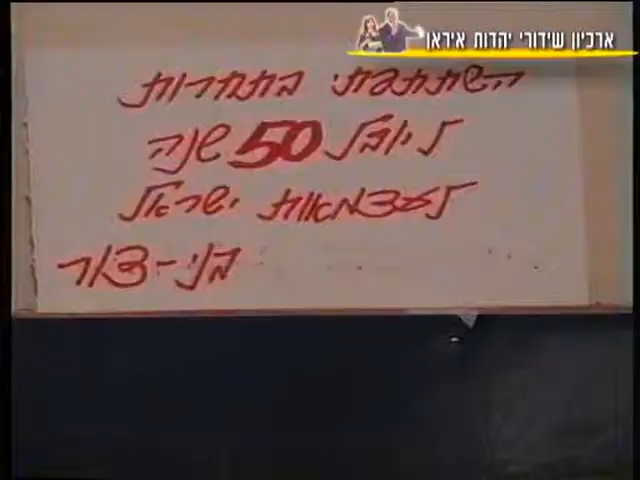 ארכיון שידורי יהדות איראן
השתתפתי בתחרות
ליובל 50 שנה
לעצמאות ישראל
בני-צור